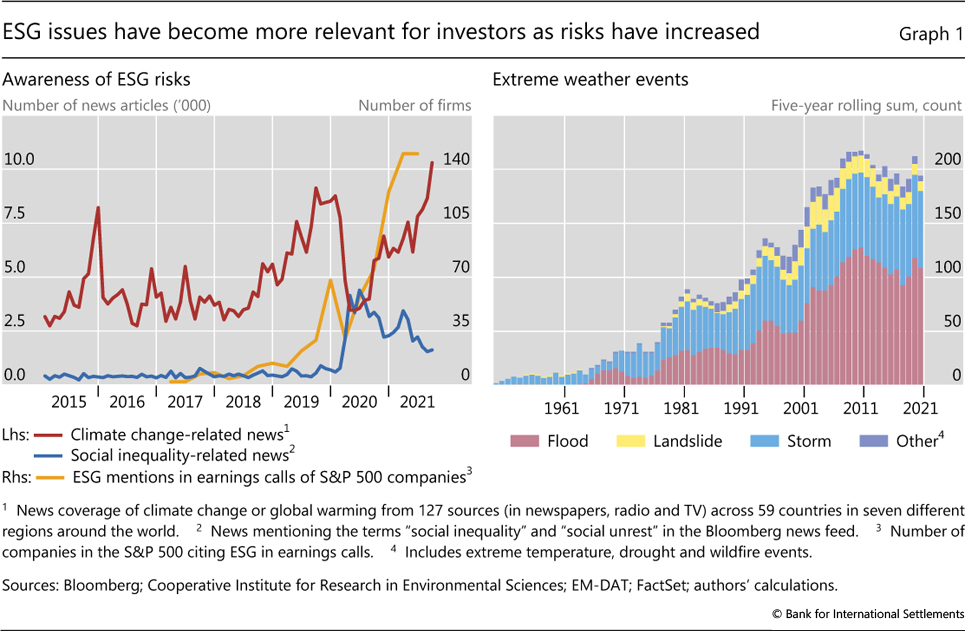 ESG issues have become more relevant for investors as risks have increased
Graph 1
Awareness of ESG risks
Number of news articles (’000)
Number of firms
10.0
7.5
5.0
2.5
0.0
140
105
70
35
0
2015 2016 2017 2018 2019 2020 2021
Lhs: Climate change-related news1
Social inequality-related news2
Rhs: ESG mentions in earnings calls of S&P 500 companies3
Extreme weather events
Five-year rolling sum, count
200
150
100
50
0
1961 1971 1981 1991 2001 2011 2021
Flood Landslide Storm Other4
1 News coverage of climate change or global warming from 127 sources (in newspapers, radio and TV) across 59 countries in seven different
regions around the world. 2 News mentioning the terms “social inequality” and “social unrest” in the Bloomberg news feed. 3 Number of
companies in the S&P 500 citing ESG in earnings calls. 4 Includes extreme temperature, drought and wildfire events.
Sources: Bloomberg; Cooperative Institute for Research in Environmental Sciences; EM-DAT; FactSet; authors’ calculations.
© Bank for International Settlements